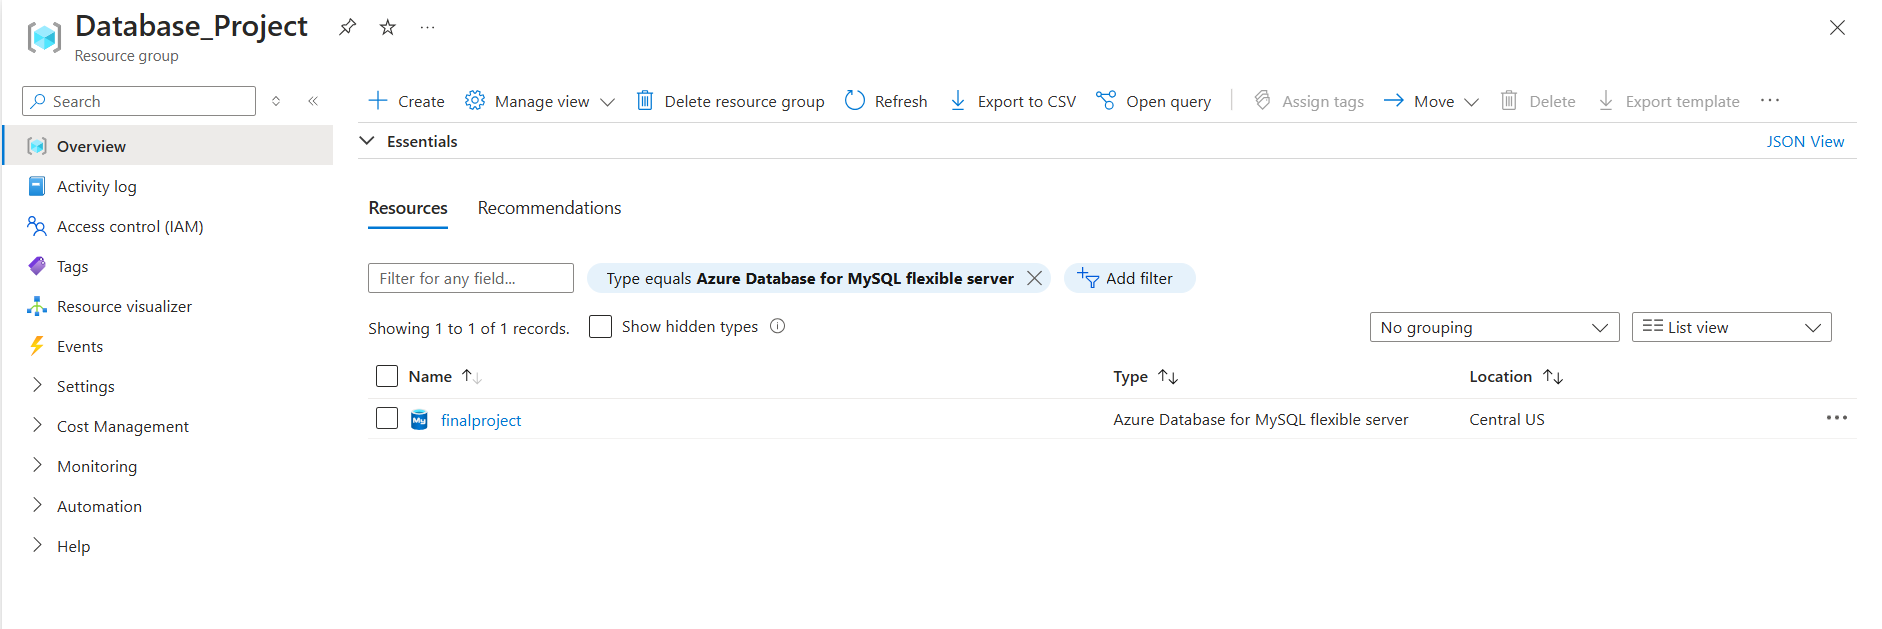 Database_Project
Resource group
Search
Create
Manage view
Delete resource group
Refresh
Export to CSV
Open query
Assign tags
Move
Delete
Export template
Overview
Activity log
Access control (IAM)
Tags
Resource visualizer
Events
Settings
Cost Management
Monitoring
Automation
Help
Essentials
JSON View
Resources
Recommendations
Filter for any field...
Type equals Azure Database for MySQL flexible server
Add filter
Showing 1 to 1 of 1 records.
Show hidden types
No grouping
List view
Name
Type
Location
My
finalproject
Azure Database for MySQL flexible server
Central US